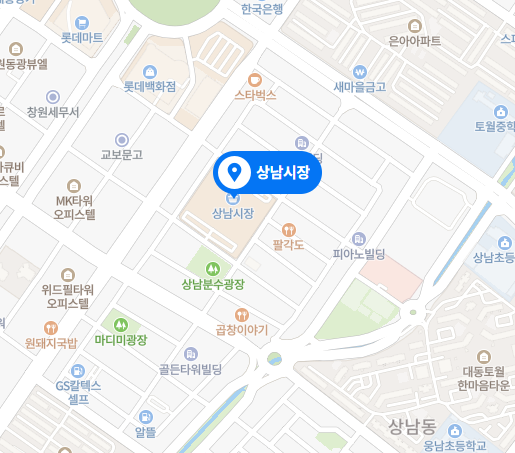 한국은행
롯데마트
은아아파트
원동광뷰엘
롯데백화점
새마을금고
스타벅스
창원세무서
토월중학
교보문고
상남시장
MK타워
오피스텔
상남시장
팔각도
피아노빌딩
상남초등
상남분수광장
위드필타워
오피스텔
곱창이야기
마디미광장
원돼지국밥
골든타워빌딩
대동토월
한마음타운
GS칼텍스
셀프
알뜰
상남동
웅남초등학교